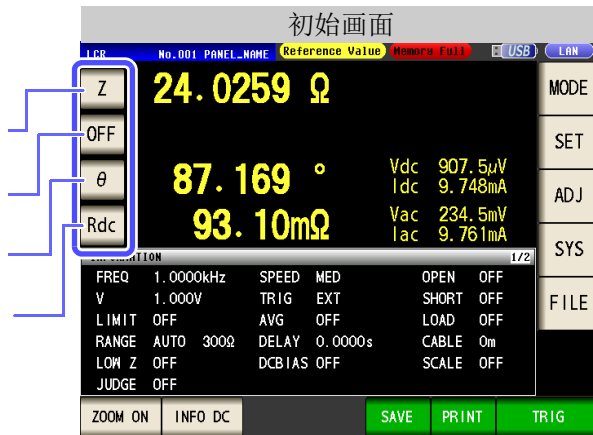 初始画面
LCR No.001 PANEL_NAME Reference Value Memory Full USB LAN
Z 24.0259 Ω MODE
OFF SET
θ 87.169 ° Vdc 907.5μV
Idc 9.748mA ADJ
Rdc 93.10mΩ Vac 234.5mV
Iac 9.761mA SYS
INFORMATION 1/2
FREQ 1.0000kHz SPEED MED OPEN OFF
V 1.000V TRIG EXT SHORT OFF FILE
LIMIT OFF AVG OFF LOAD OFF
RANGE AUTO 300Ω DELAY 0.0000s CABLE 0m
LOW Z OFF DCBIAS OFF SCALE OFF
JUDGE OFF
ZOOM ON INFO DC SAVE PRINT TRIG